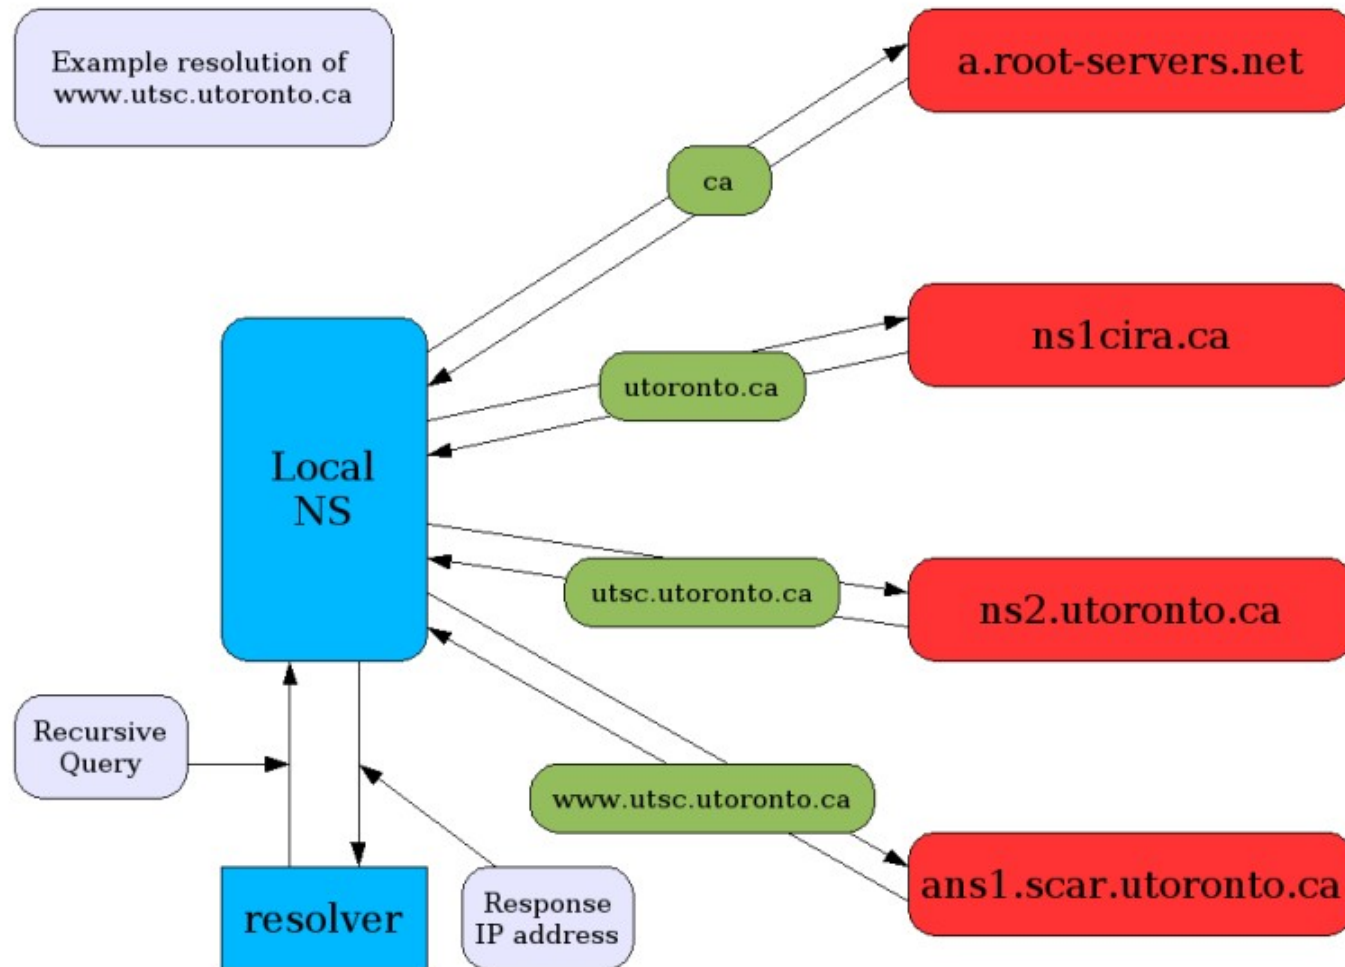 Example resolution of
www.utsc.utoronto.ca
a.root-servers.net
ca
ns1cira.ca
utoronto.ca
Local
NS
utsc.utoronto.ca
ns2.utoronto.ca
Recursive
Query
www.utsc.utoronto.ca
ans1.scar.utoronto.ca
resolver
Response
IP address